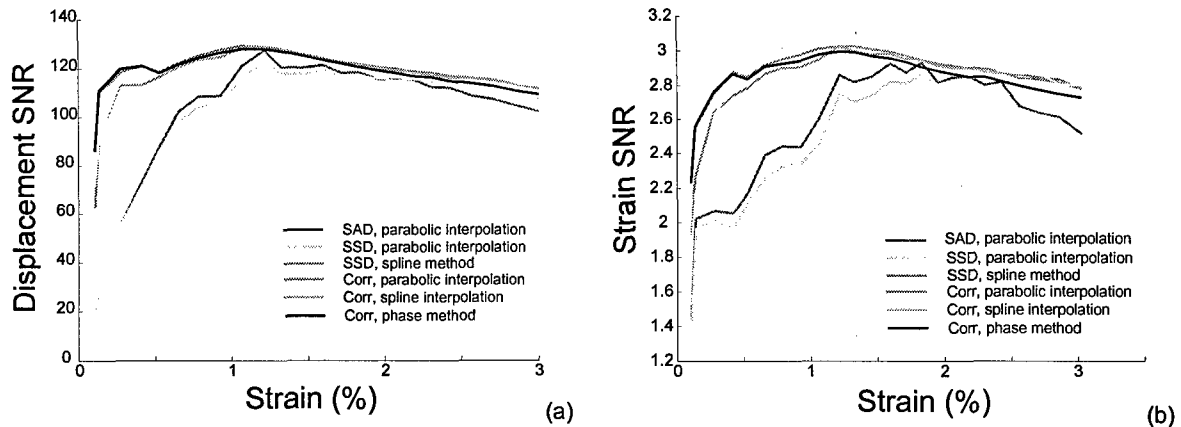 Displacement SNR
140
120
100
80
60
40
20
0
0
1
2
3
Strain (%)
SAD, parabolic interpolation
SSD, parabolic interpolation
SSD, spline method
Corr, parabolic interpolation
Corr, spline interpolation
Corr, phase method
(a)
Strain SNR
3.2
3
2.8
2.6
2.4
2.2
2
1.8
1.6
1.4
1.2
0
1
2
3
Strain (%)
SAD, parabolic interpolation
SSD, parabolic interpolation
SSD, spline method
Corr, parabolic interpolation
Corr, spline interpolation
Corr, phase method
(b)